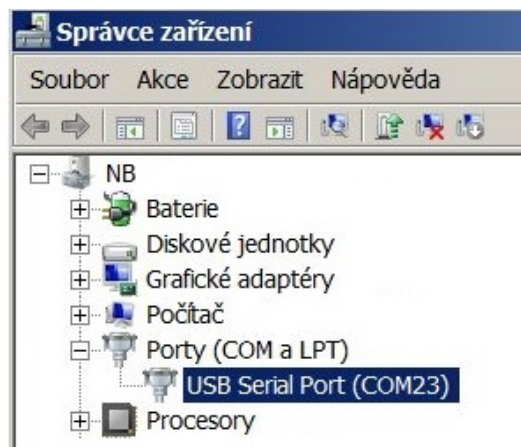 Správce zařízení
Soubor Akce Zobrazit Nápověda
NB
Baterie
Diskové jednotky
Grafické adaptéry
Počítač
Porty (COM a LPT)
USB Serial Port (COM23)
Procesory